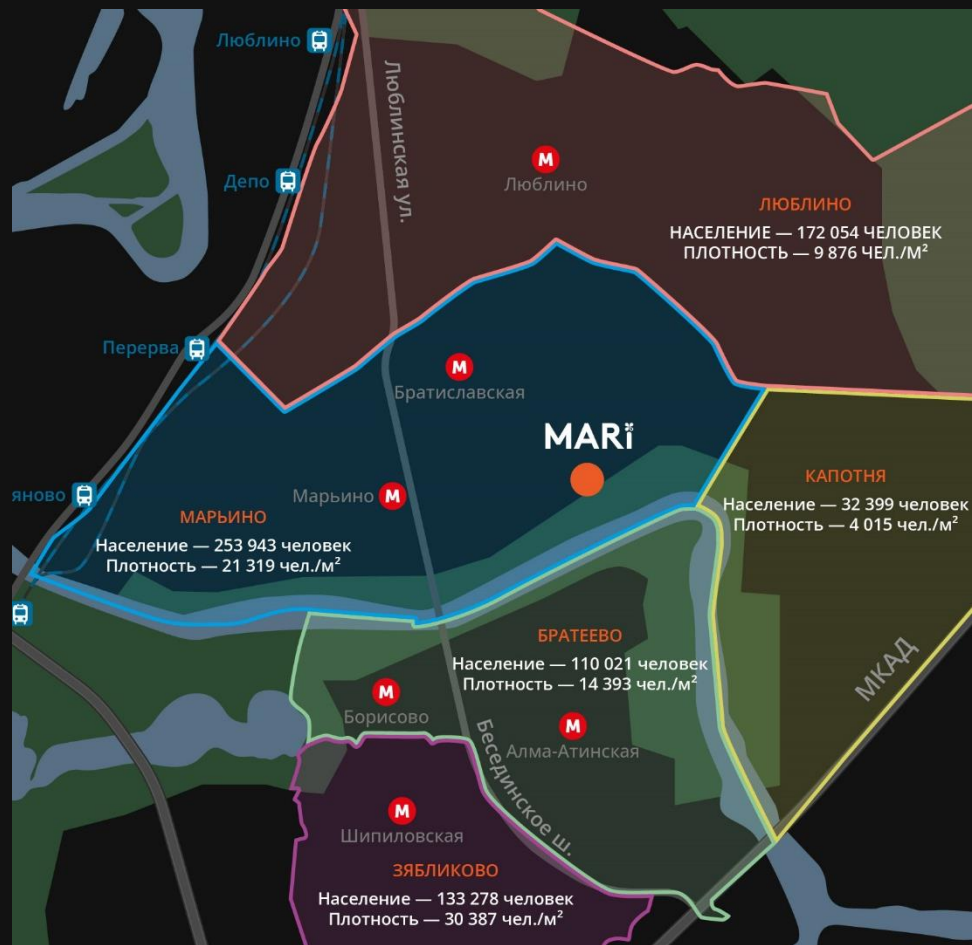 Люблино
Люблинская ул.
Депо
М
Люблино
ЛЮБЛИНО
НАСЕЛЕНИЕ — 172 054 ЧЕЛОВЕК
ПЛОТНОСТЬ — 9 876 ЧЕЛ./М²
Перерва
М
Братиславская
MARi
яново
Марьино М
МАРЬИНО
Население — 253 943 человек
Плотность — 21 319 чел./м²
КАПОТНЯ
Население — 32 399 человек
Плотность — 4 015 чел./м²
БРАТЕЕВО
Население — 110 021 человек
Плотность — 14 393 чел./м²
МКАД
М
Борисово
М
Алма-Атинская
Бесединское ш.
М
Шипиловская
ЗЯБЛИКОВО
Население — 133 278 человек
Плотность — 30 387 чел./м²